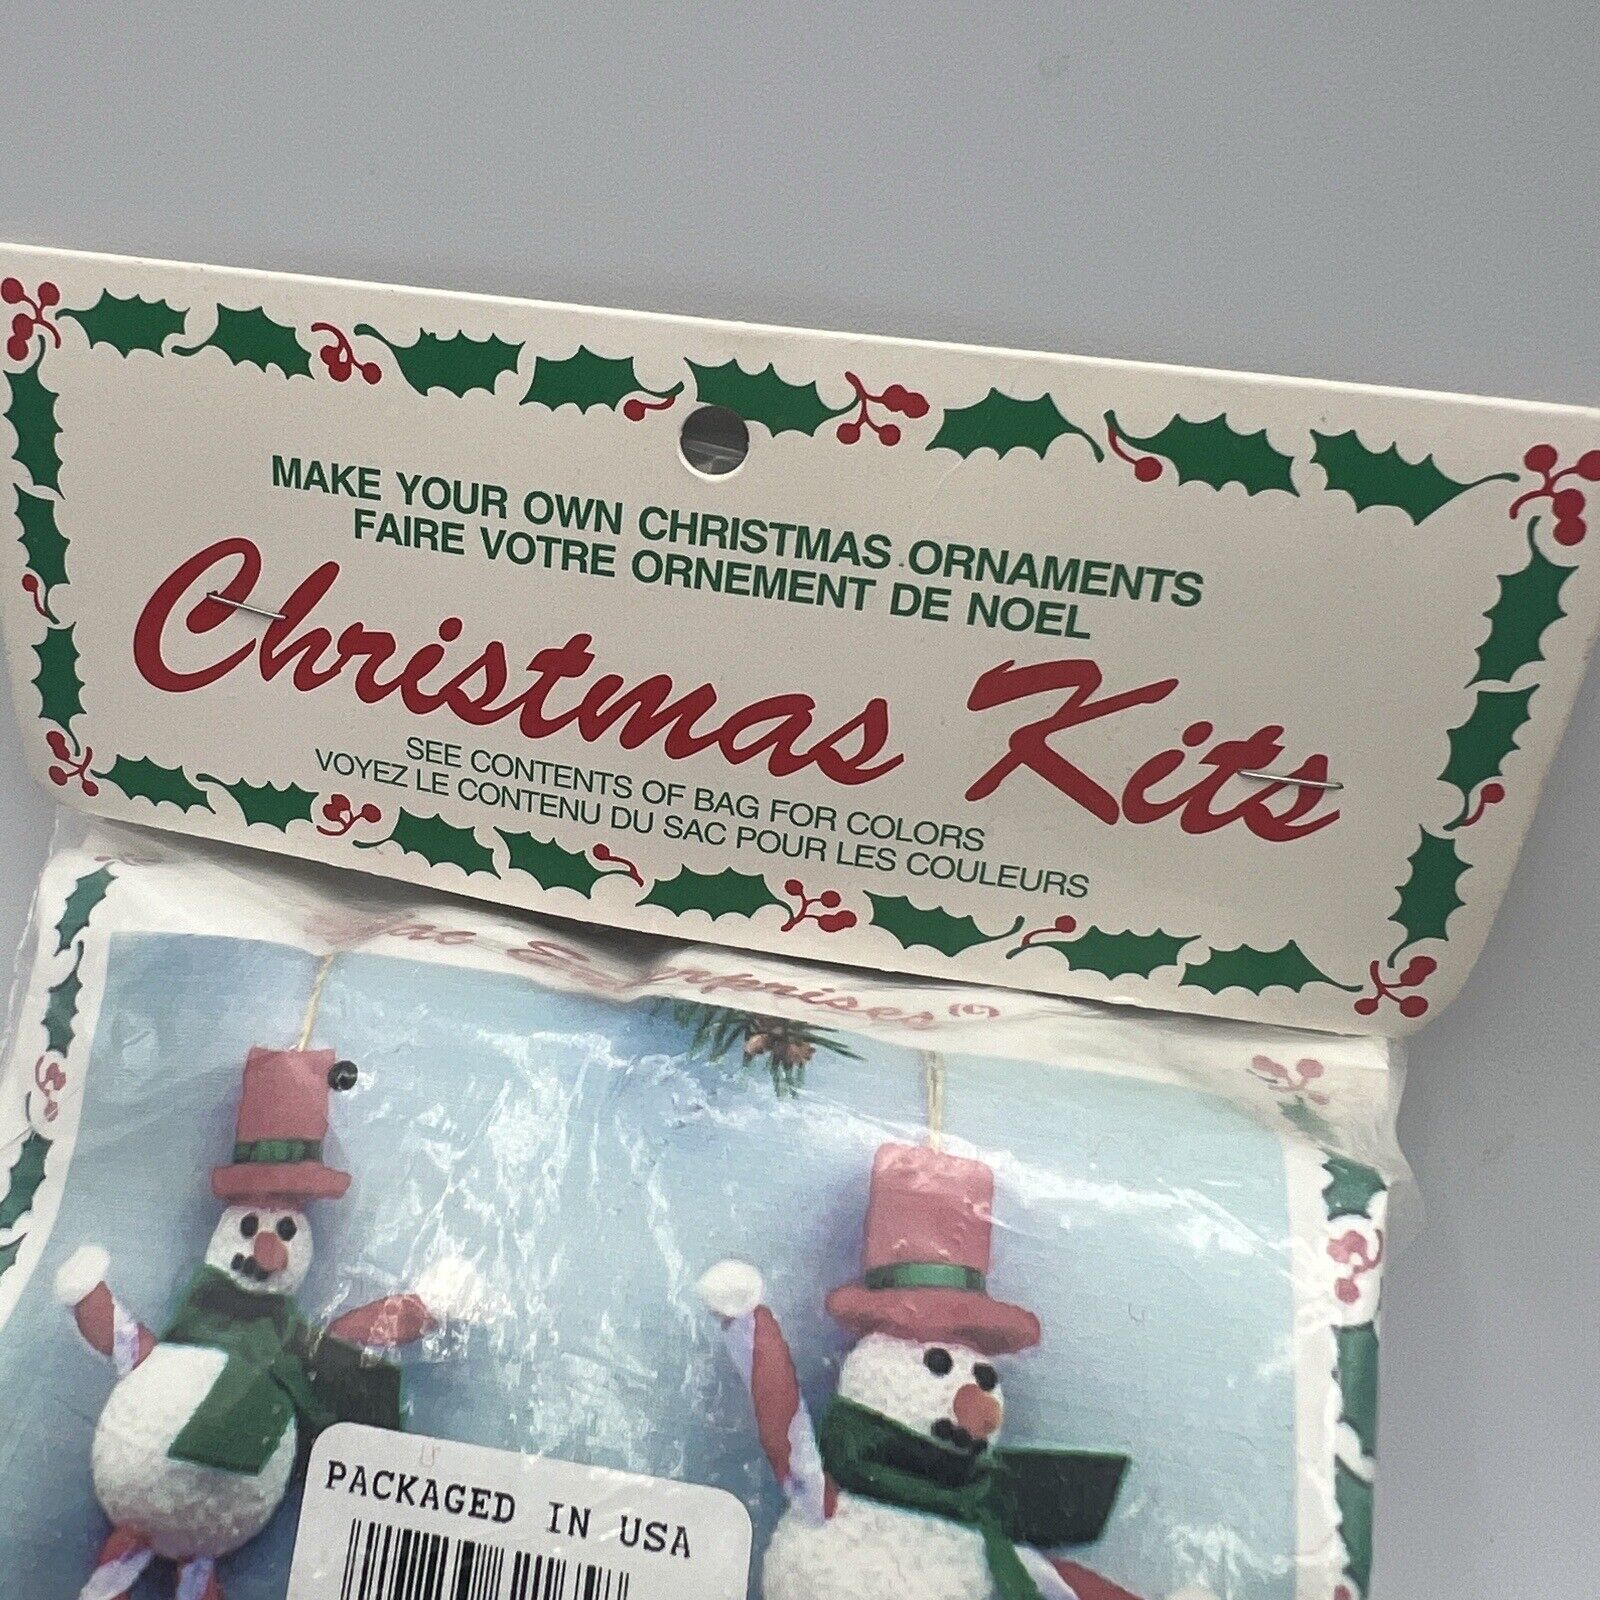 MAKE YOUR OWN CHRISTMAS ORNAMENTS
FAIRE VOTRE ORNEMENT DE NOEL
Christmas Kits
SEE CONTENTS OF BAG FOR COLORS
VOYEZ LE CONTENU DU SAC POUR LES COULEURS
Enterprises (C)
PACKAGED IN USA